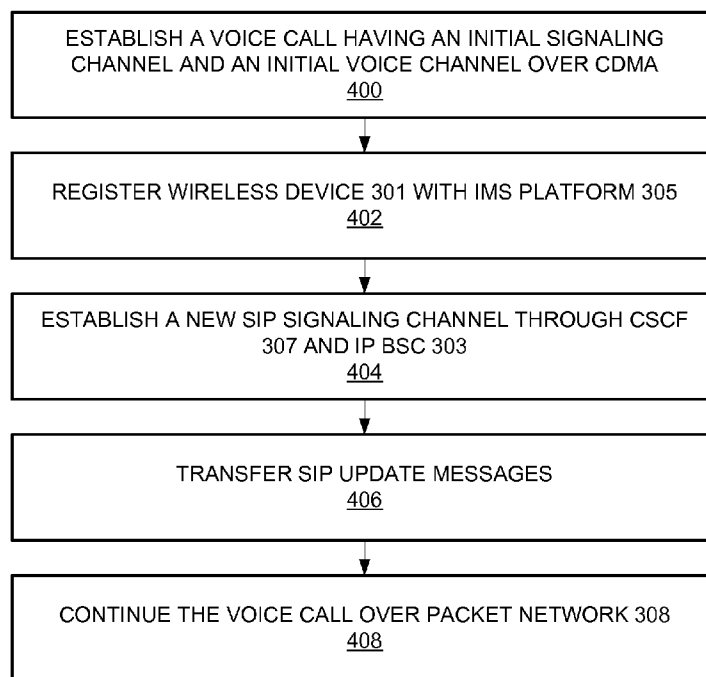 ESTABLISH A VOICE CALL HAVING AN INITIAL SIGNALING
CHANNEL AND AN INITIAL VOICE CHANNEL OVER CDMA
400
REGISTER WIRELESS DEVICE 301 WITH IMS PLATFORM 305
402
ESTABLISH A NEW SIP SIGNALING CHANNEL THROUGH CSCF
307 AND IP BSC 303
404
TRANSFER SIP UPDATE MESSAGES
406
CONTINUE THE VOICE CALL OVER PACKET NETWORK 308
408